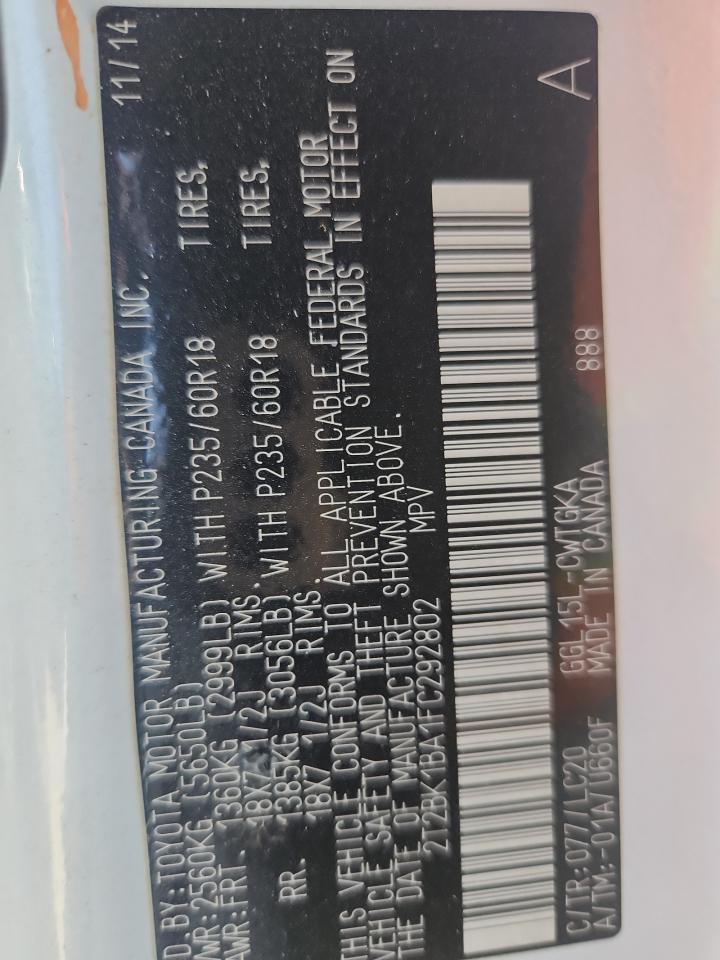 D.BY:TOYOTA MOTOR MANUFACTURING CANADA INC. 11/14
VWR:2560KG (5650LB)
AWR:FRT. 1360KG (2999LB) WITH P235/60R18 TIRES,
18X7 1/2J RIMS.
RR. 1385KG (3056LB) WITH P235/60R18 TIRES,
18X7 1/2J RIMS.
THIS VEHICLE CONFORMS TO ALL APPLICABLE FEDERAL MOTOR
VEHICLE SAFETY AND THEFT PREVENTION STANDARDS IN EFFECT ON
THE DATE OF MANUFACTURE SHOWN ABOVE.
2T2BK1BA1FC292802 MPV
C/TR:077/LC20 GGL15L-CWTGKA 888 A
A/TM:-01A/U660F MADE IN CANADA